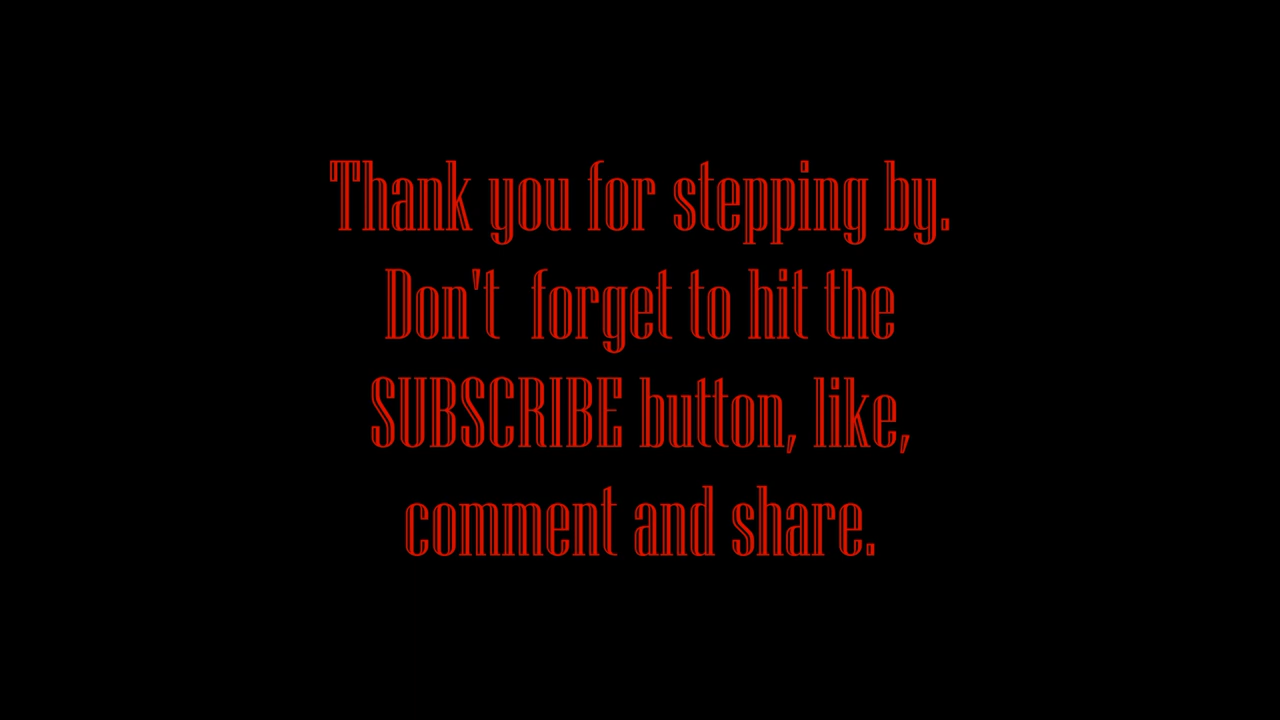 Thank you for stepping by.
Don't  forget to hit the
SUBSCRIBE button, like,
comment and share.